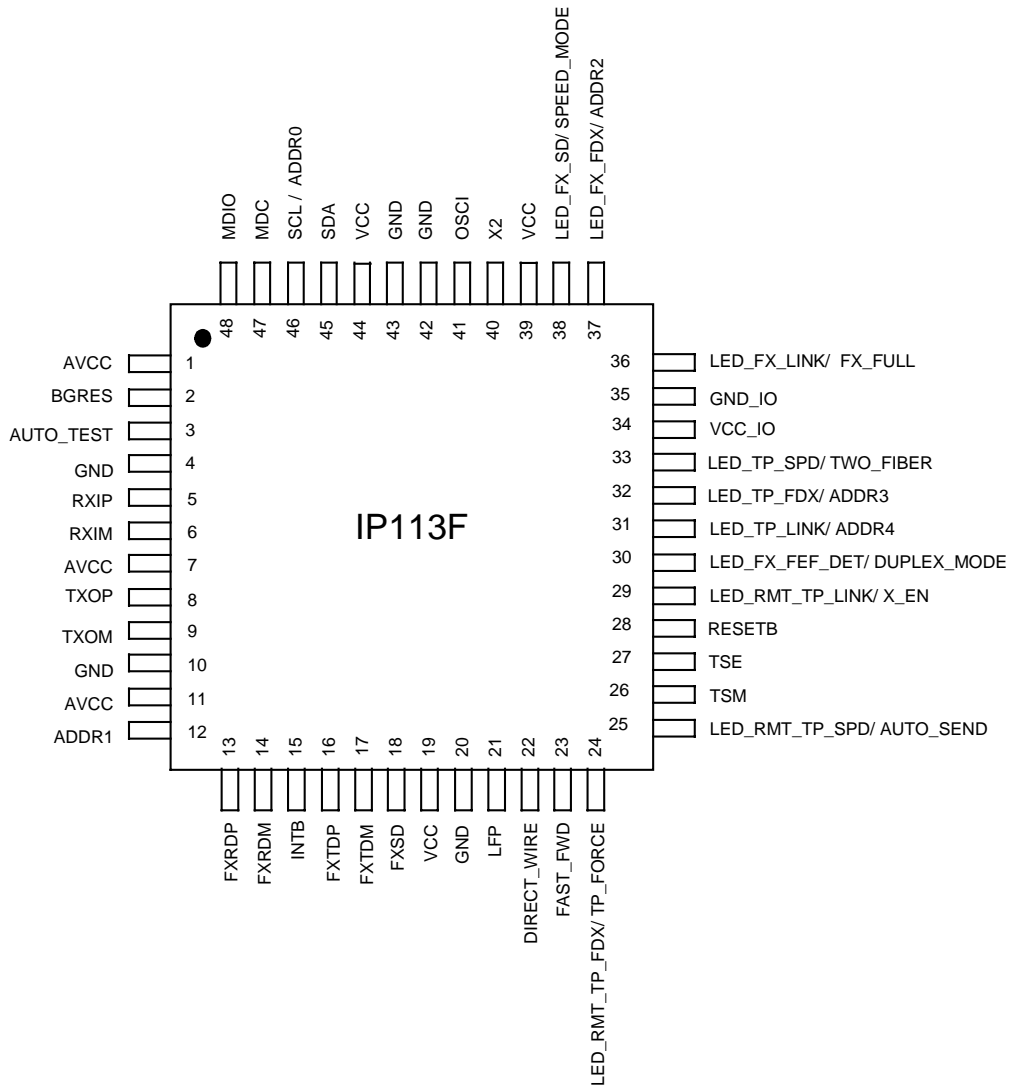 LED_FX_SD/ SPEED_MODE
LED_FX_FDX/ ADDR2
MDIO
MDC
SCL / ADDR0
SDA
VCC
GND
GND
OSCI
X2
VCC
48
47
46
45
44
43
42
41
40
39
38
37
AVCC 1
BGRES 2
AUTO_TEST 3
GND 4
RXIP 5
RXIM 6
AVCC 7
TXOP 8
TXOM 9
GND 10
AVCC 11
ADDR1 12
IP113F
36 LED_FX_LINK/ FX_FULL
35 GND_IO
34 VCC_IO
33 LED_TP_SPD/ TWO_FIBER
32 LED_TP_FDX/ ADDR3
31 LED_TP_LINK/ ADDR4
30 LED_FX_FEF_DET/ DUPLEX_MODE
29 LED_RMT_TP_LINK/ X_EN
28 RESETB
27 TSE
26 TSM
25 LED_RMT_TP_SPD/ AUTO_SEND
13
14
15
16
17
18
19
20
21
22
23
24
FXRDP
FXRDM
INTB
FXTDP
FXTDM
FXSD
VCC
GND
LFP
DIRECT_WIRE
FAST_FWD
LED_RMT_TP_FDX/ TP_FORCE